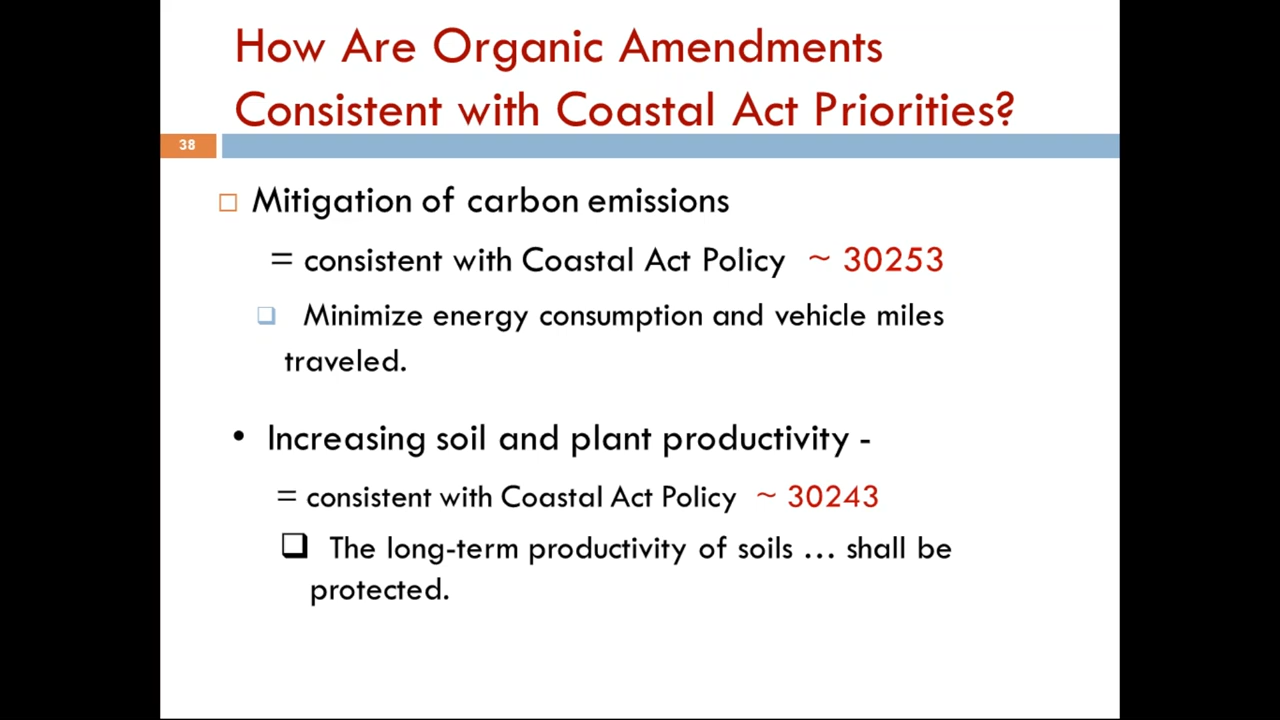 How Are Organic Amendments
Consistent with Coastal Act Priorities?
38
Mitigation of carbon emissions
= consistent with Coastal Act Policy ~ 30253
Minimize energy consumption and vehicle miles
traveled.
• Increasing soil and plant productivity -
= consistent with Coastal Act Policy ~ 30243
The long-term productivity of soils … shall be
protected.